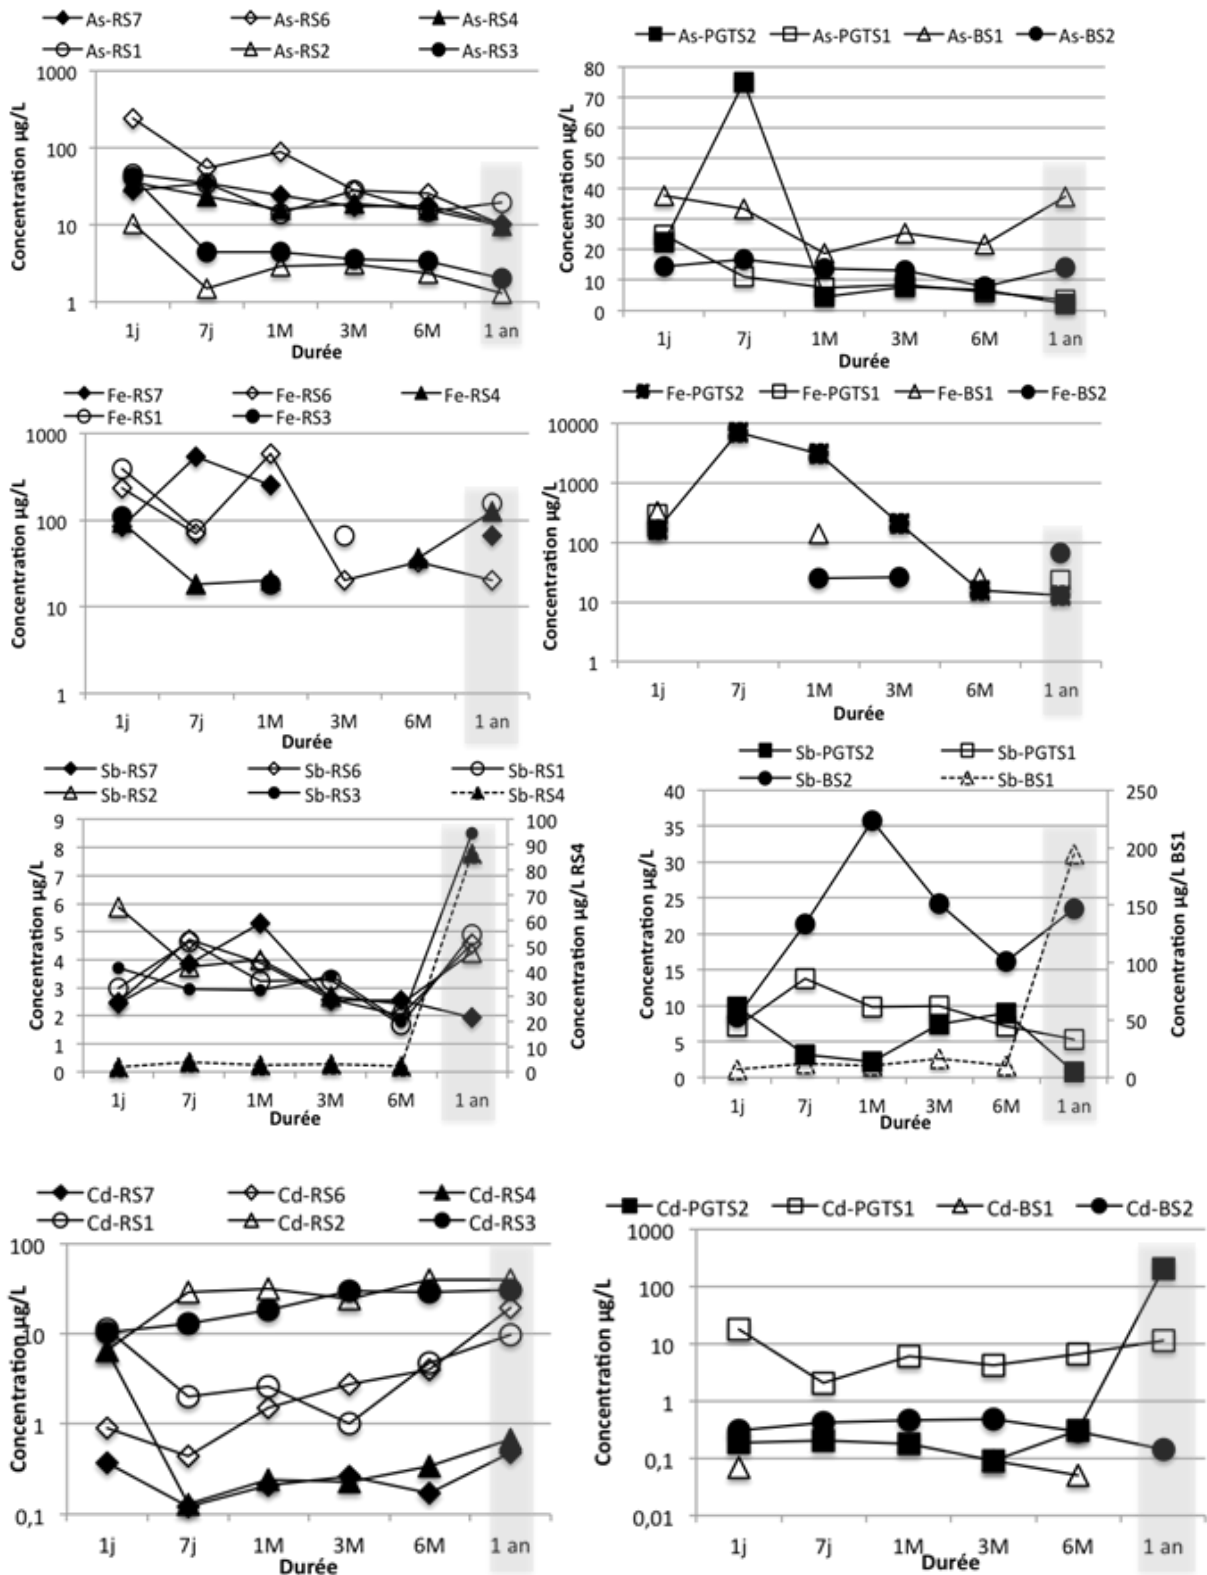 As-RS7 As-RS6 As-RS4
As-RS1 As-RS2 As-RS3
Concentration µg/L
1000
100
10
1
1j 7j 1M 3M 6M 1 an
Durée
As-PGTS2 As-PGTS1 As-BS1 As-BS2
Concentration µg/L
80
70
60
50
40
30
20
10
0
1j 7j 1M 3M 6M 1 an
Durée
Fe-RS7 Fe-RS6 Fe-RS4
Fe-RS1 Fe-RS3
Concentration µg/L
1000
100
10
1
1j 7j 1M 3M 6M 1 an
Durée
Fe-PGTS2 Fe-PGTS1 Fe-BS1 Fe-BS2
Concentration µg/L
10000
1000
100
10
1
1j 7j 1M 3M 6M 1 an
Durée
Sb-RS7 Sb-RS6 Sb-RS1
Sb-RS2 Sb-RS3 Sb-RS4
Concentration µg/L
9
8
7
6
5
4
3
2
1
0
100
90
80
70
60
50
40
30
20
10
0
Concentration µg/L RS4
1j 7j 1M 3M 6M 1 an
Durée
Sb-PGTS2 Sb-PGTS1
Sb-BS2 Sb-BS1
Concentration µg/L
40
35
30
25
20
15
10
5
0
250
200
150
100
50
0
Concentration µg/L BS1
1j 7j 1M 3M 6M 1 an
Durée
Cd-RS7 Cd-RS6 Cd-RS4
Cd-RS1 Cd-RS2 Cd-RS3
Concentration µg/L
100
10
1
0,1
1j 7j 1M 3M 6M 1 an
Durée
Cd-PGTS2 Cd-PGTS1 Cd-BS1 Cd-BS2
Concentration µg/L
1000
100
10
1
0,1
0,01
1j 7j 1M 3M 6M 1 an
Durée